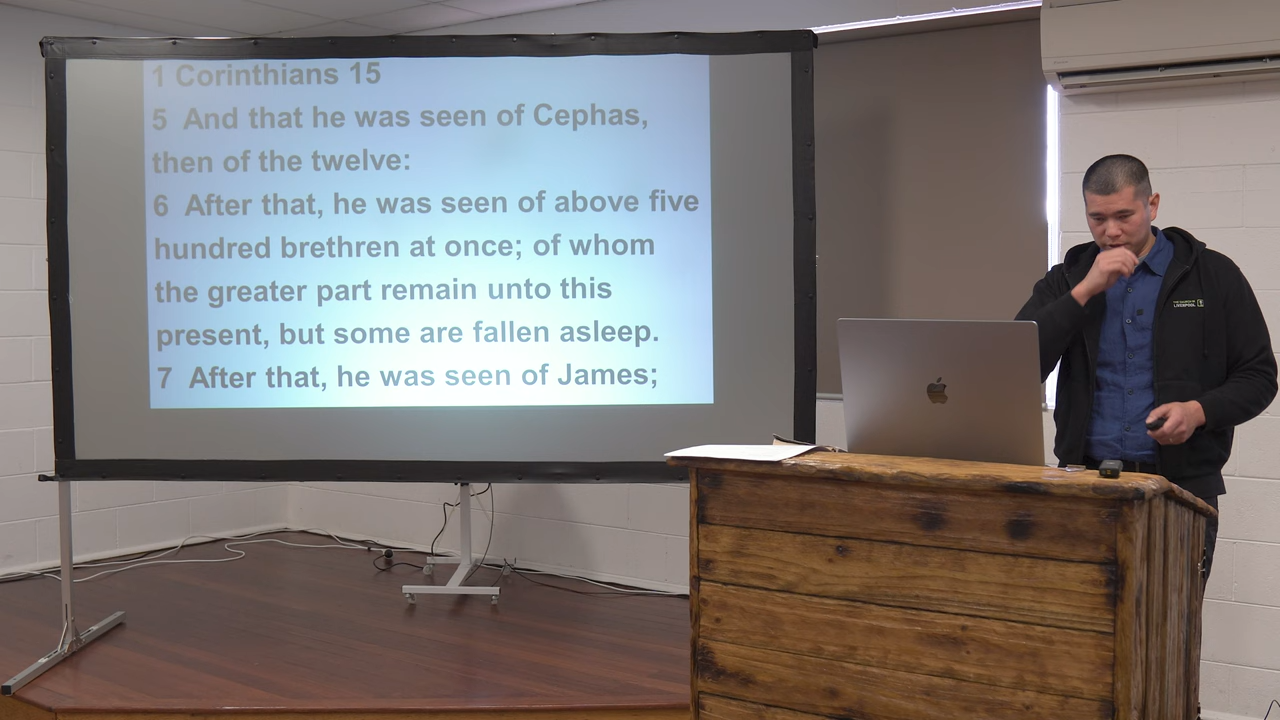 1 Corinthians 15
5 And that he was seen of Cephas,
then of the twelve:
6 After that, he was seen of above five
hundred brethren at once; of whom
the greater part remain unto this
present, but some are fallen asleep.
7 After that, he was seen of James;
LIVERPOOL